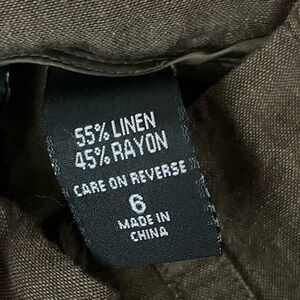 55% LINEN
45% RAYON
CARE ON REVERSE
6
MADE IN
CHINA